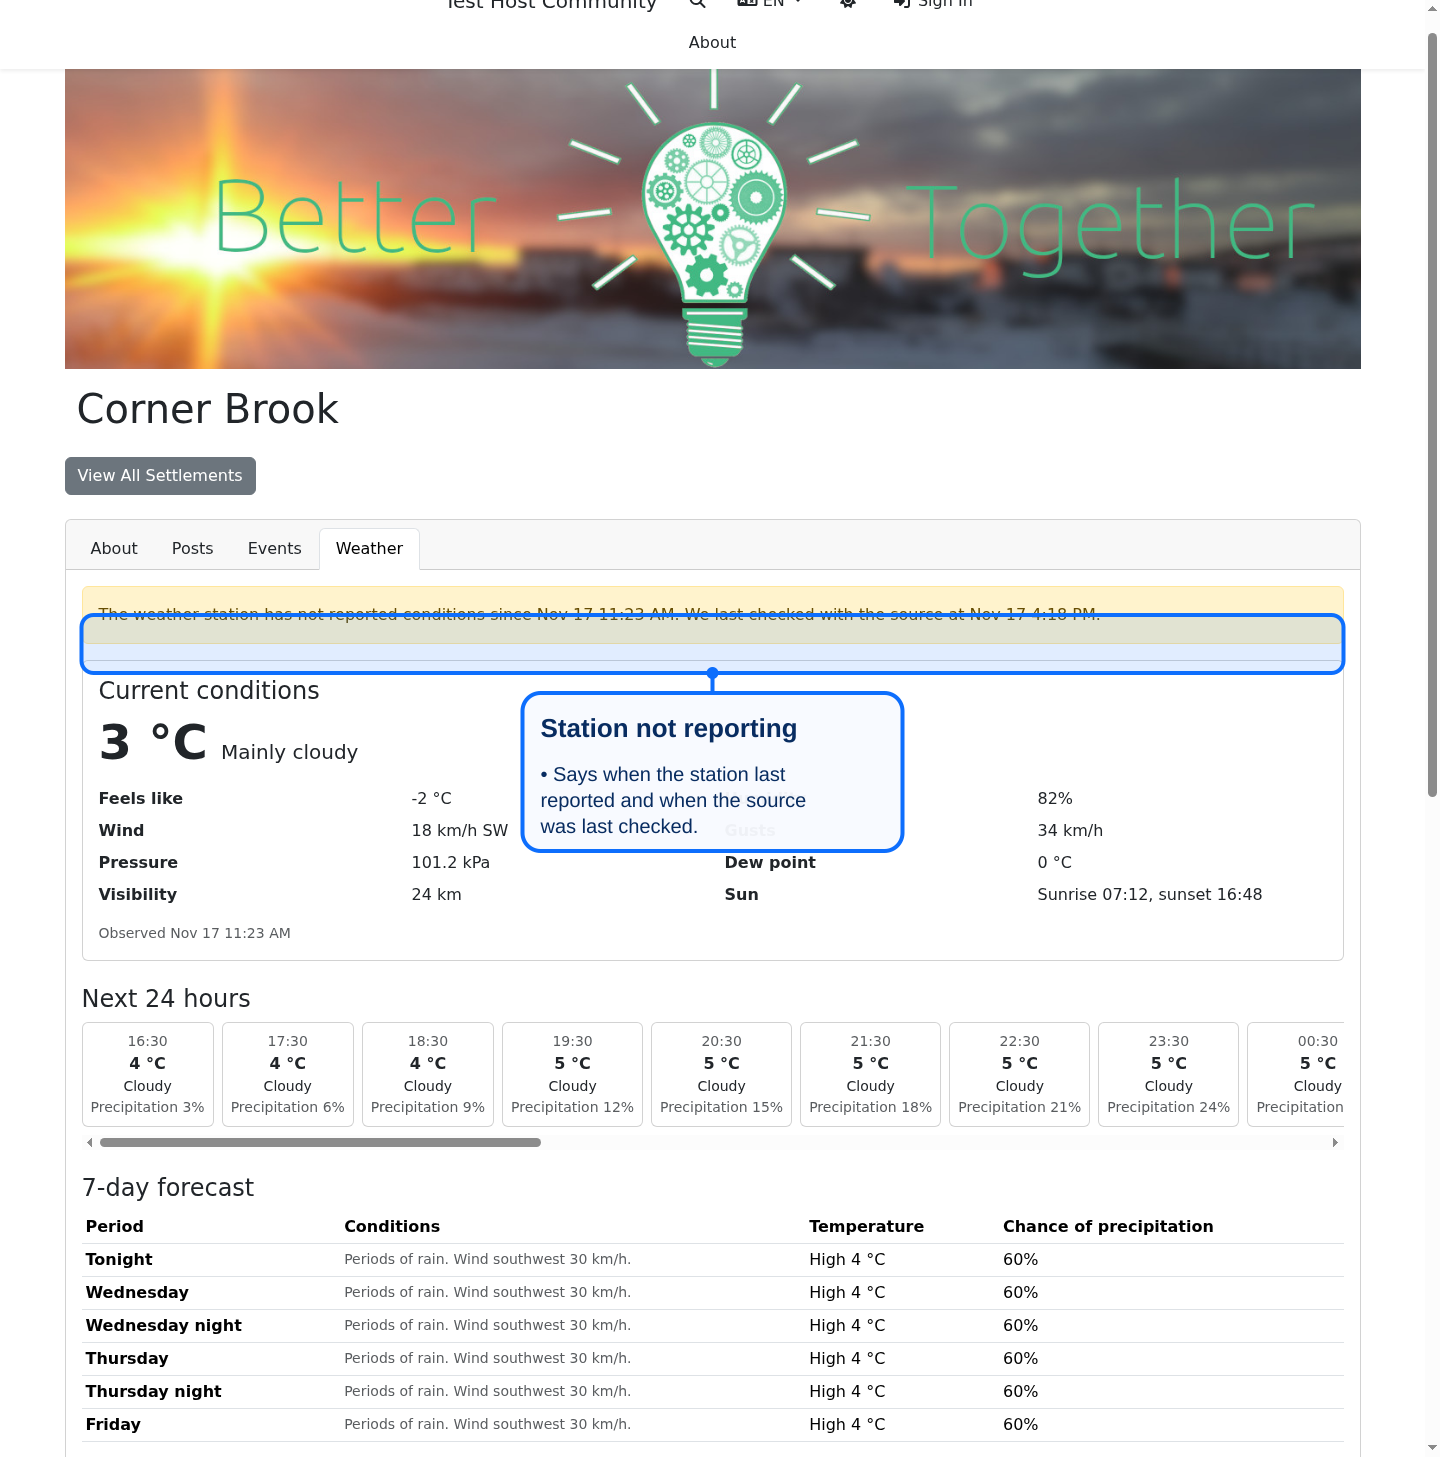 Test Host Community EN Sign In
About
Better Together
Corner Brook
View All Settlements
About Posts Events Weather
The weather station has not reported conditions since Nov 17 11:23 AM. We last checked with the source at Nov 17 4:18 PM.
Current conditions
3 °C Mainly cloudy
Station not reporting
• Says when the station last
reported and when the source
was last checked.
Feels like -2 °C 82%
Wind 18 km/h SW Gusts 34 km/h
Pressure 101.2 kPa Dew point 0 °C
Visibility 24 km Sun Sunrise 07:12, sunset 16:48
Observed Nov 17 11:23 AM
Next 24 hours
16:30 17:30 18:30 19:30 20:30 21:30 22:30 23:30 00:30
4 °C 4 °C 4 °C 5 °C 5 °C 5 °C 5 °C 5 °C 5 °C
Cloudy Cloudy Cloudy Cloudy Cloudy Cloudy Cloudy Cloudy Cloudy
Precipitation 3% Precipitation 6% Precipitation 9% Precipitation 12% Precipitation 15% Precipitation 18% Precipitation 21% Precipitation 24% Precipitation
7-day forecast
Period Conditions Temperature Chance of precipitation
Tonight Periods of rain. Wind southwest 30 km/h. High 4 °C 60%
Wednesday Periods of rain. Wind southwest 30 km/h. High 4 °C 60%
Wednesday night Periods of rain. Wind southwest 30 km/h. High 4 °C 60%
Thursday Periods of rain. Wind southwest 30 km/h. High 4 °C 60%
Thursday night Periods of rain. Wind southwest 30 km/h. High 4 °C 60%
Friday Periods of rain. Wind southwest 30 km/h. High 4 °C 60%